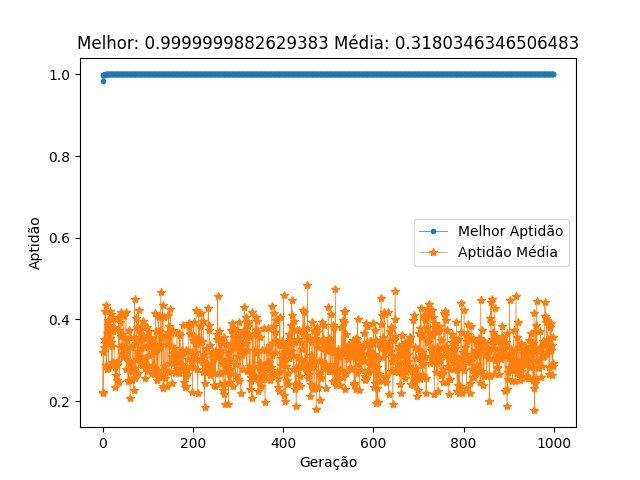 Melhor: 0.9999999882629383 Média: 0.3180346346506483
1.0
0.8
0.6
0.4
0.2
Aptidão
Melhor Aptidão
Aptidão Média
0 200 400 600 800 1000
Geração